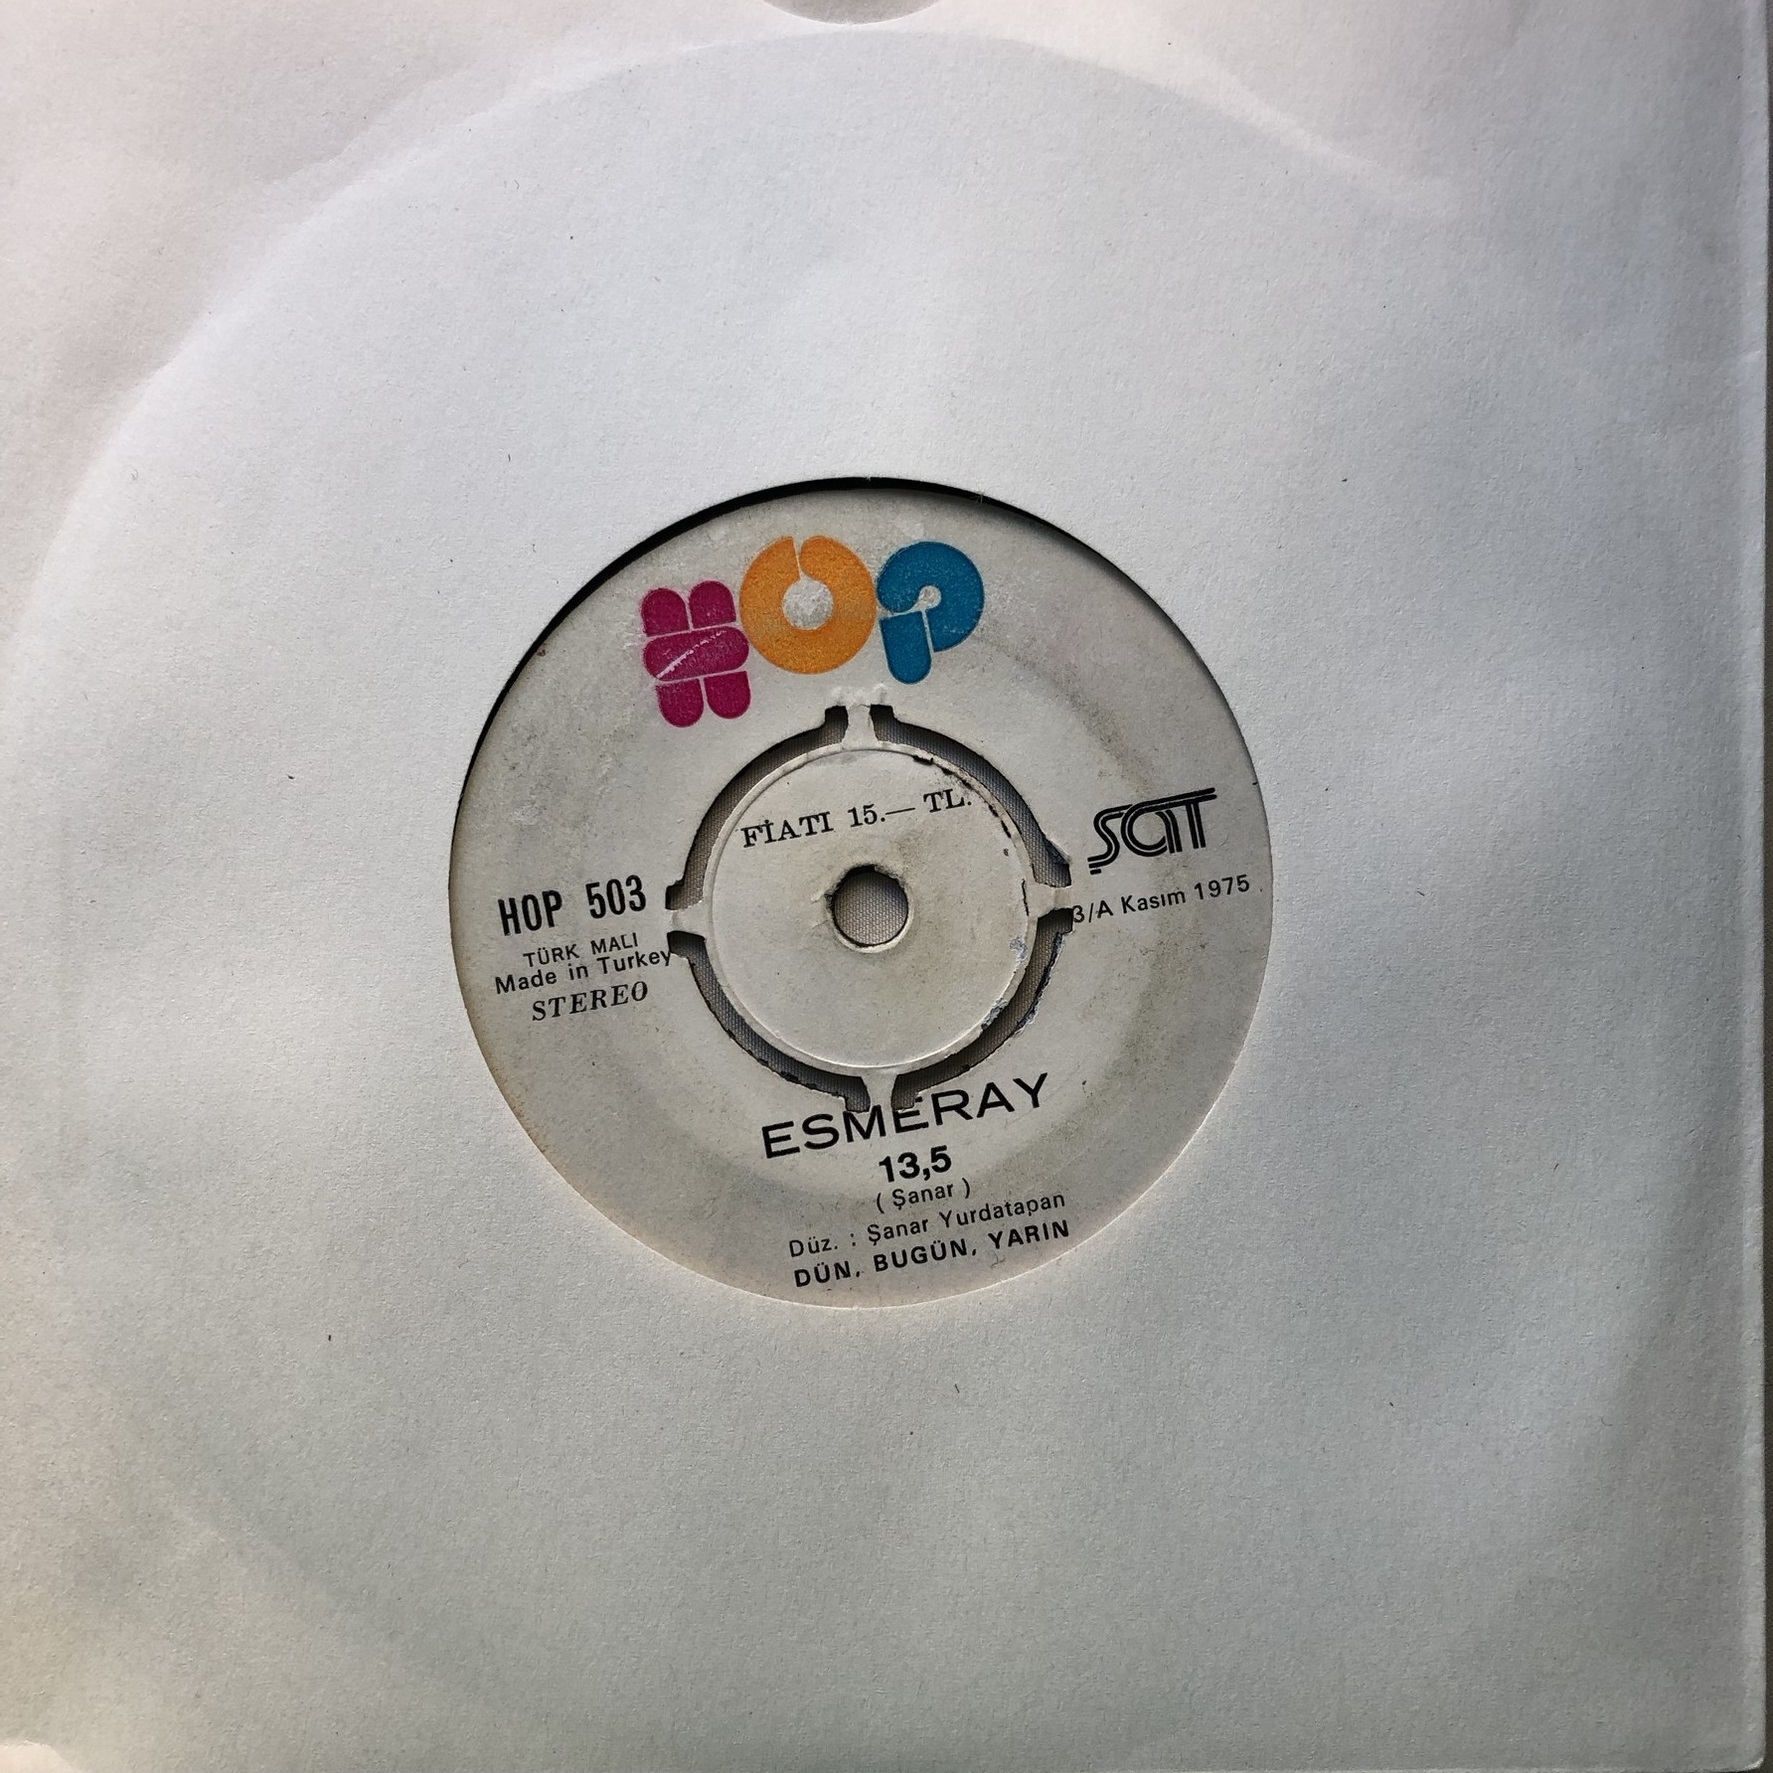 HOP
FİATI 15.— TL.
ŞAT
HOP 503
3/A Kasım 1975
TÜRK MALI
Made in Turkey
STEREO
ESMERAY
13,5
( Şanar )
Düz. : Şanar Yurdatapan
DÜN, BUGÜN, YARIN